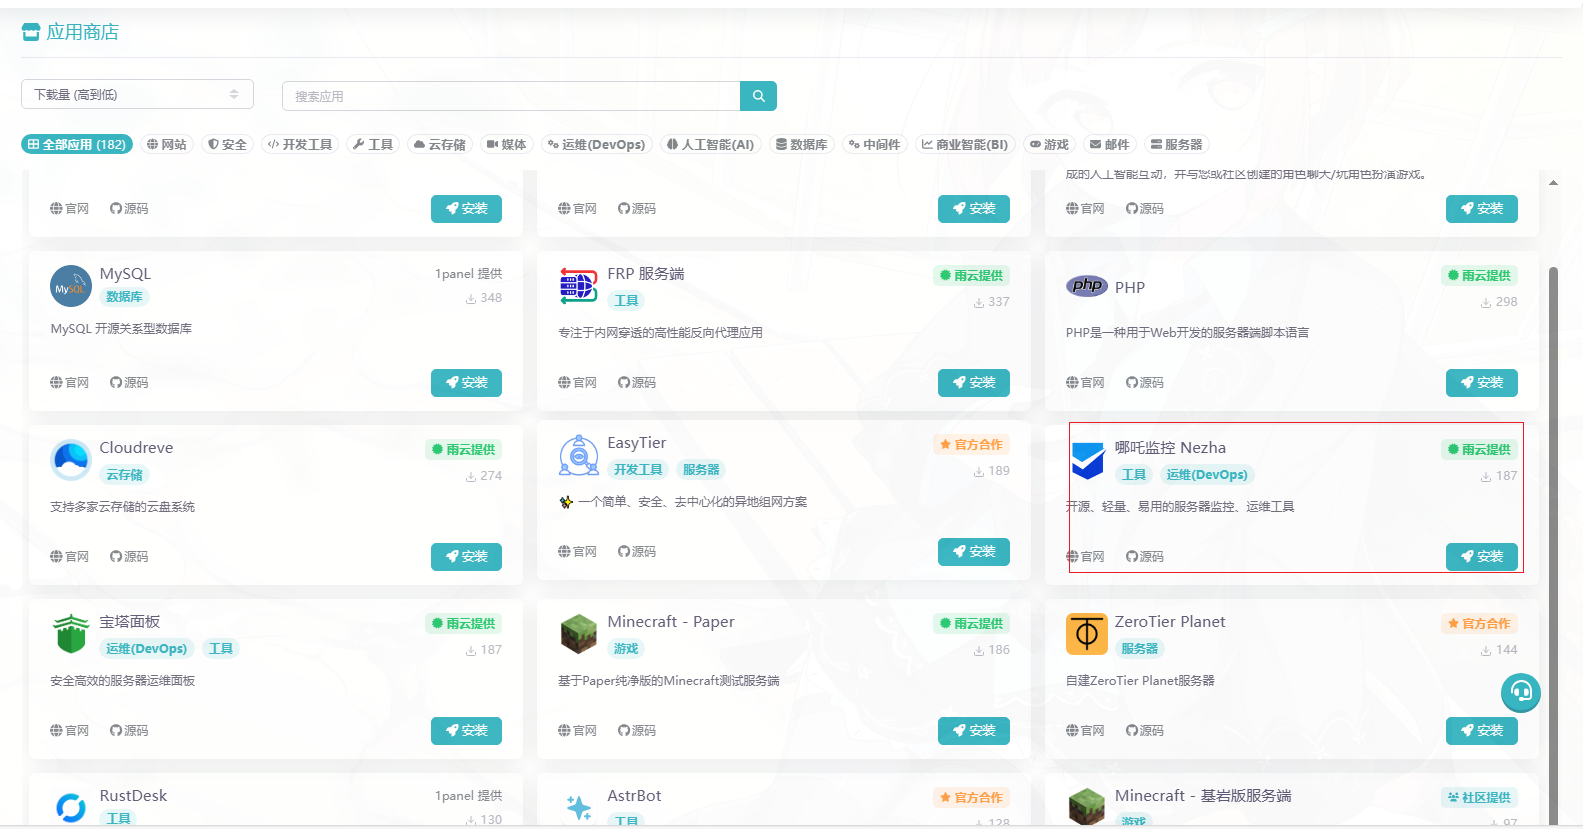 应用商店
下载量 (高到低)
搜索应用
全部应用 (182) 网站 安全 开发工具 工具 云存储 媒体 运维(DevOps) 人工智能(AI) 数据库 中间件 商业智能(BI) 游戏 邮件 服务器
成的人工智能互动，并与您或社区创建的角色聊天/玩角色扮演游戏。
官网 源码 安装
官网 源码 安装
官网 源码 安装
MySQL
1panel 提供
数据库
348
MySQL 开源关系型数据库
官网 源码 安装
FRP 服务端
雨云提供
工具
337
专注于内网穿透的高性能反向代理应用
官网 源码 安装
php PHP
雨云提供
298
PHP是一种用于Web开发的服务器端脚本语言
官网 源码 安装
Cloudreve
雨云提供
云存储
274
支持多家云存储的云盘系统
官网 源码 安装
EasyTier
官方合作
开发工具 服务器
189
一个简单、安全、去中心化的异地组网方案
官网 源码 安装
哪吒监控 Nezha
雨云提供
工具 运维(DevOps)
187
开源、轻量、易用的服务器监控、运维工具
官网 源码 安装
宝塔面板
雨云提供
运维(DevOps) 工具
187
安全高效的服务器运维面板
官网 源码 安装
Minecraft - Paper
雨云提供
游戏
186
基于Paper纯净版的Minecraft测试服务端
官网 源码 安装
ZeroTier Planet
官方合作
服务器
144
自建ZeroTier Planet服务器
官网 源码 安装
RustDesk
1panel 提供
工具
130
AstrBot
官方合作
工具
128
Minecraft - 基岩版服务端
社区提供
游戏
97